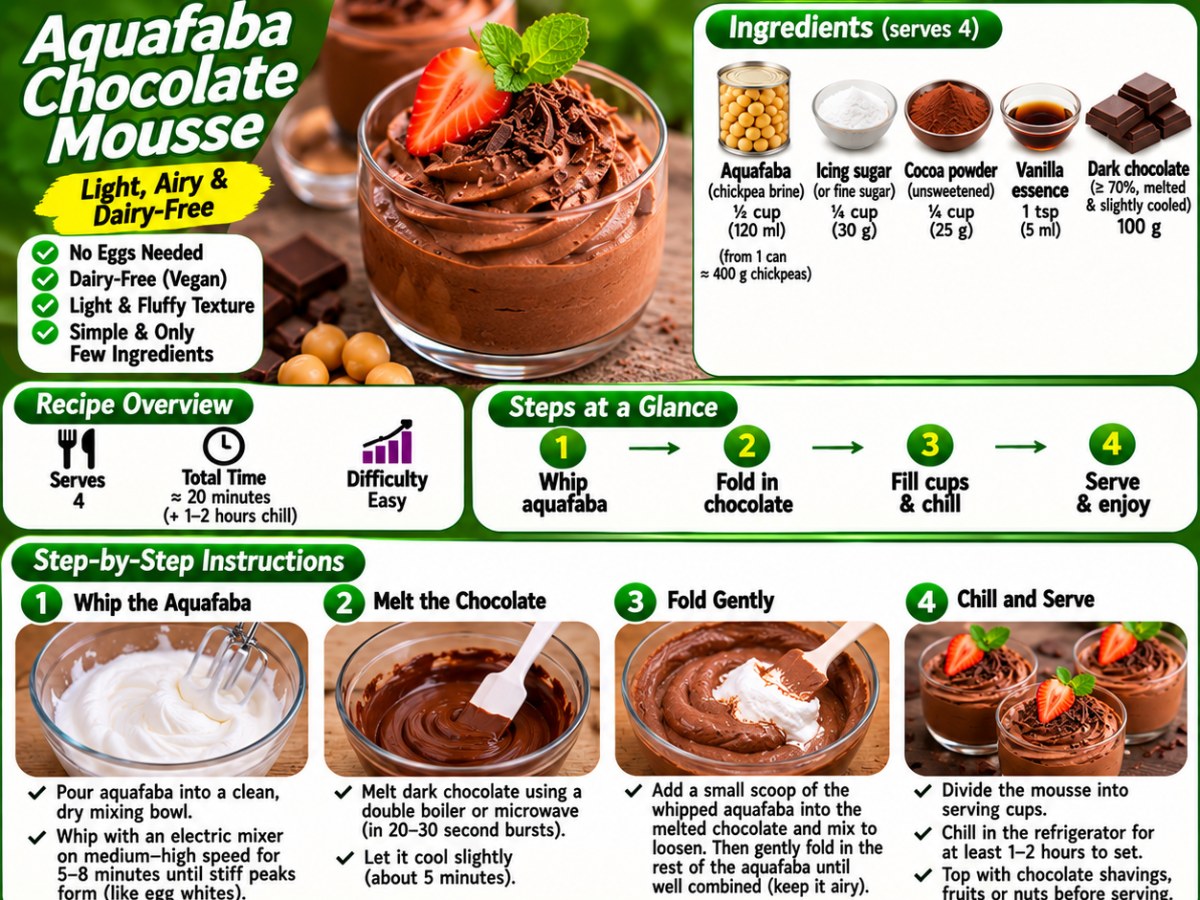 Aquafaba
Chocolate
Mousse
Light, Airy &
Dairy-Free
No Eggs Needed
Dairy-Free (Vegan)
Light & Fluffy Texture
Simple & Only
Few Ingredients
Ingredients (serves 4)
Aquafaba
(chickpea brine)
½ cup
(120 ml)
(from 1 can
≈ 400 g chickpeas)
Icing sugar
(or fine sugar)
¼ cup
(30 g)
Cocoa powder
(unsweetened)
¼ cup
(25 g)
Vanilla
essence
1 tsp
(5 ml)
Dark chocolate
(≥ 70%, melted
& slightly cooled)
100 g
Recipe Overview
Serves
4
Total Time
≈ 20 minutes
(+ 1–2 hours chill)
Difficulty
Easy
Steps at a Glance
1
Whip
aquafaba
2
Fold in
chocolate
3
Fill cups
& chill
4
Serve
& enjoy
Step-by-Step Instructions
1 Whip the Aquafaba
Pour aquafaba into a clean,
dry mixing bowl.
Whip with an electric mixer
on medium–high speed for
5–8 minutes until stiff peaks
form (like egg whites).
2 Melt the Chocolate
Melt dark chocolate using a
double boiler or microwave
(in 20–30 second bursts).
Let it cool slightly
(about 5 minutes).
3 Fold Gently
Add a small scoop of the
whipped aquafaba into the
melted chocolate and mix to
loosen. Then gently fold in the
rest of the aquafaba until
well combined (keep it airy).
4 Chill and Serve
Divide the mousse into
serving cups.
Chill in the refrigerator for
at least 1–2 hours to set.
Top with chocolate shavings,
fruits or nuts before serving.